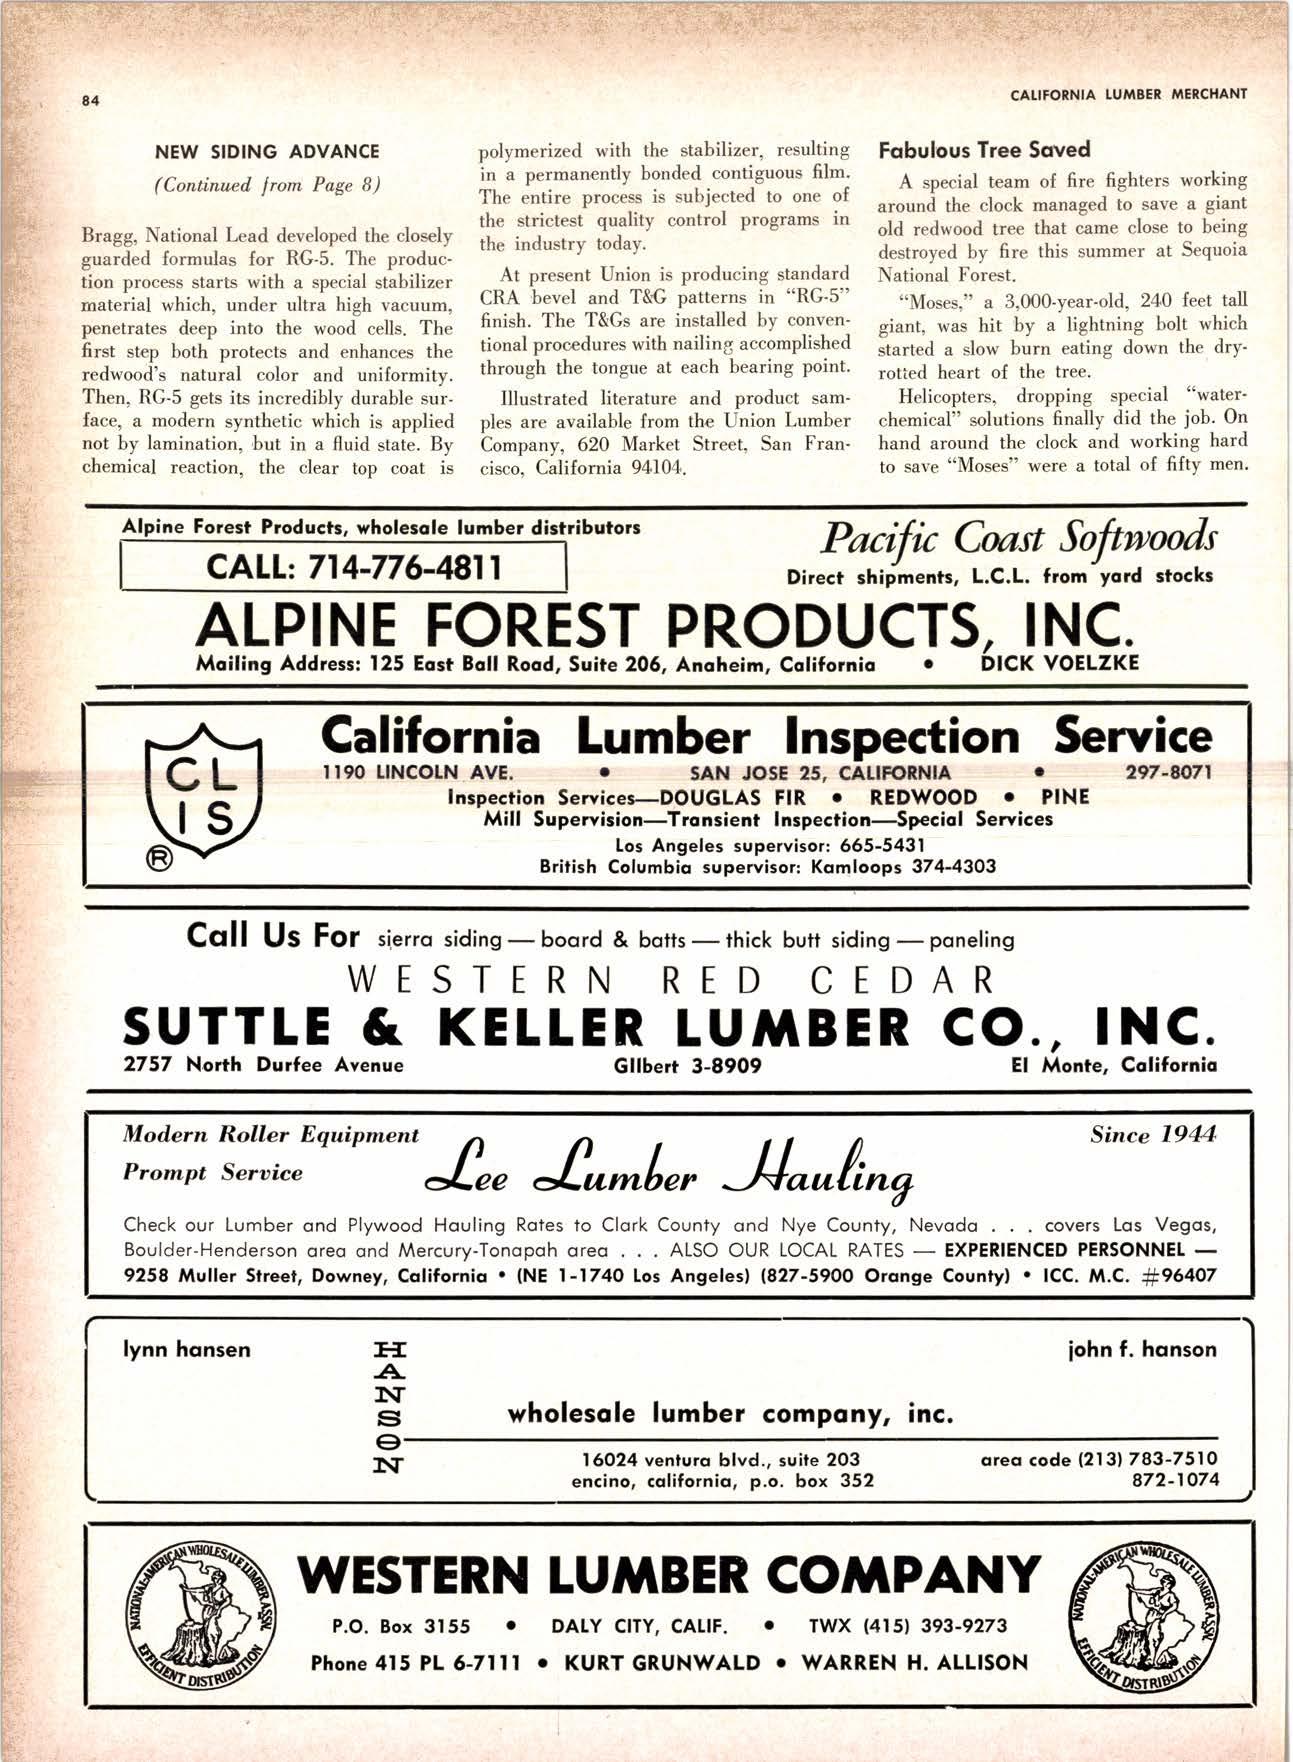 84
CALIFORNIA LUMBER MERCHANT
NEW SIDING ADVANCE
(Continued from Page 8)
Bragg, National Lead developed the closely
guarded formulas for RG-5. The produc-
tion process starts with a special stabilizer
material which, under ultra high vacuum,
penetrates deep into the wood cells. The
first step both protects and enhances the
redwood's natural color and uniformity.
Then, RG-5 gets its incredibly durable sur-
face, a modern synthetic which is applied
not by lamination, but in a fluid state. By
chemical reaction, the clear top coat is
polymerized with the stabilizer, resulting
in a permanently bonded contiguous film.
The entire process is subjected to one of
the strictest quality control programs in
the industry today.
At present Union is producing standard
CRA bevel and T&G patterns in "RG-5"
finish. The T&Gs are installed by conven-
tional procedures with nailing accomplished
through the tongue at each bearing point.
Illustrated literature and product sam-
ples are available from the Union Lumber
Company, 620 Market Street, San Fran-
cisco, California 94104.
Fabulous Tree Saved
A special team of fire fighters working
around the clock managed to save a giant
old redwood tree that came close to being
destroyed by fire this summer at Sequoia
National Forest.
"Moses," a 3,000-year-old, 240 feet tall
giant, was hit by a lightning bolt which
started a slow burn eating down the dry-
rotted heart of the tree.
Helicopters, dropping special "water-
chemical" solutions finally did the job. On
hand around the clock and working hard
to save "Moses" were a total of fifty men.
Alpine Forest Products, wholesale lumber distributors
CALL: 714-776-4811
Pacific Coast Softwoods
Direct shipments, L.C.L. from yard stocks
ALPINE FOREST PRODUCTS, INC.
Mailing Address: 125 East Ball Road, Suite 206, Anaheim, California • DICK VOELZKE
CL
IS
®
California Lumber Inspection Service
1190 LINCOLN AVE. • SAN JOSE 25, CALIFORNIA • 297-8071
Inspection Services—DOUGLAS FIR • REDWOOD • PINE
Mill Supervision—Transient Inspection—Special Services
Los Angeles supervisor: 665-5431
British Columbia supervisor: Kamloops 374-4303
Call Us For sierra siding — board & batts — thick butt siding — paneling
WESTERN RED CEDAR
SUTTLE & KELLER LUMBER CO., INC.
2757 North Durfee Avenue GIlbert 3-8909 El Monte, California
Modern Roller Equipment
Prompt Service
Lee Lumber Hauling
Since 1944
Check our Lumber and Plywood Hauling Rates to Clark County and Nye County, Nevada . . . covers Las Vegas,
Boulder-Henderson area and Mercury-Tonapah area . . . ALSO OUR LOCAL RATES — EXPERIENCED PERSONNEL —
9258 Muller Street, Downey, California • (NE 1-1740 Los Angeles) (827-5900 Orange County) • ICC. M.C. #96407
lynn hansen
HANSON
john f. hanson
wholesale lumber company, inc.
16024 ventura blvd., suite 203
encino, california, p.o. box 352
area code (213) 783-7510
872-1074
NATIONAL-AMERICAN WHOLESALE LUMBER ASSN.
EFFICIENT DISTRIBUTION
WESTERN LUMBER COMPANY
P.O. Box 3155 • DALY CITY, CALIF. • TWX (415) 393-9273
Phone 415 PL 6-7111 • KURT GRUNWALD • WARREN H. ALLISON
NATIONAL-AMERICAN WHOLESALE LUMBER ASSN.
EFFICIENT DISTRIBUTION